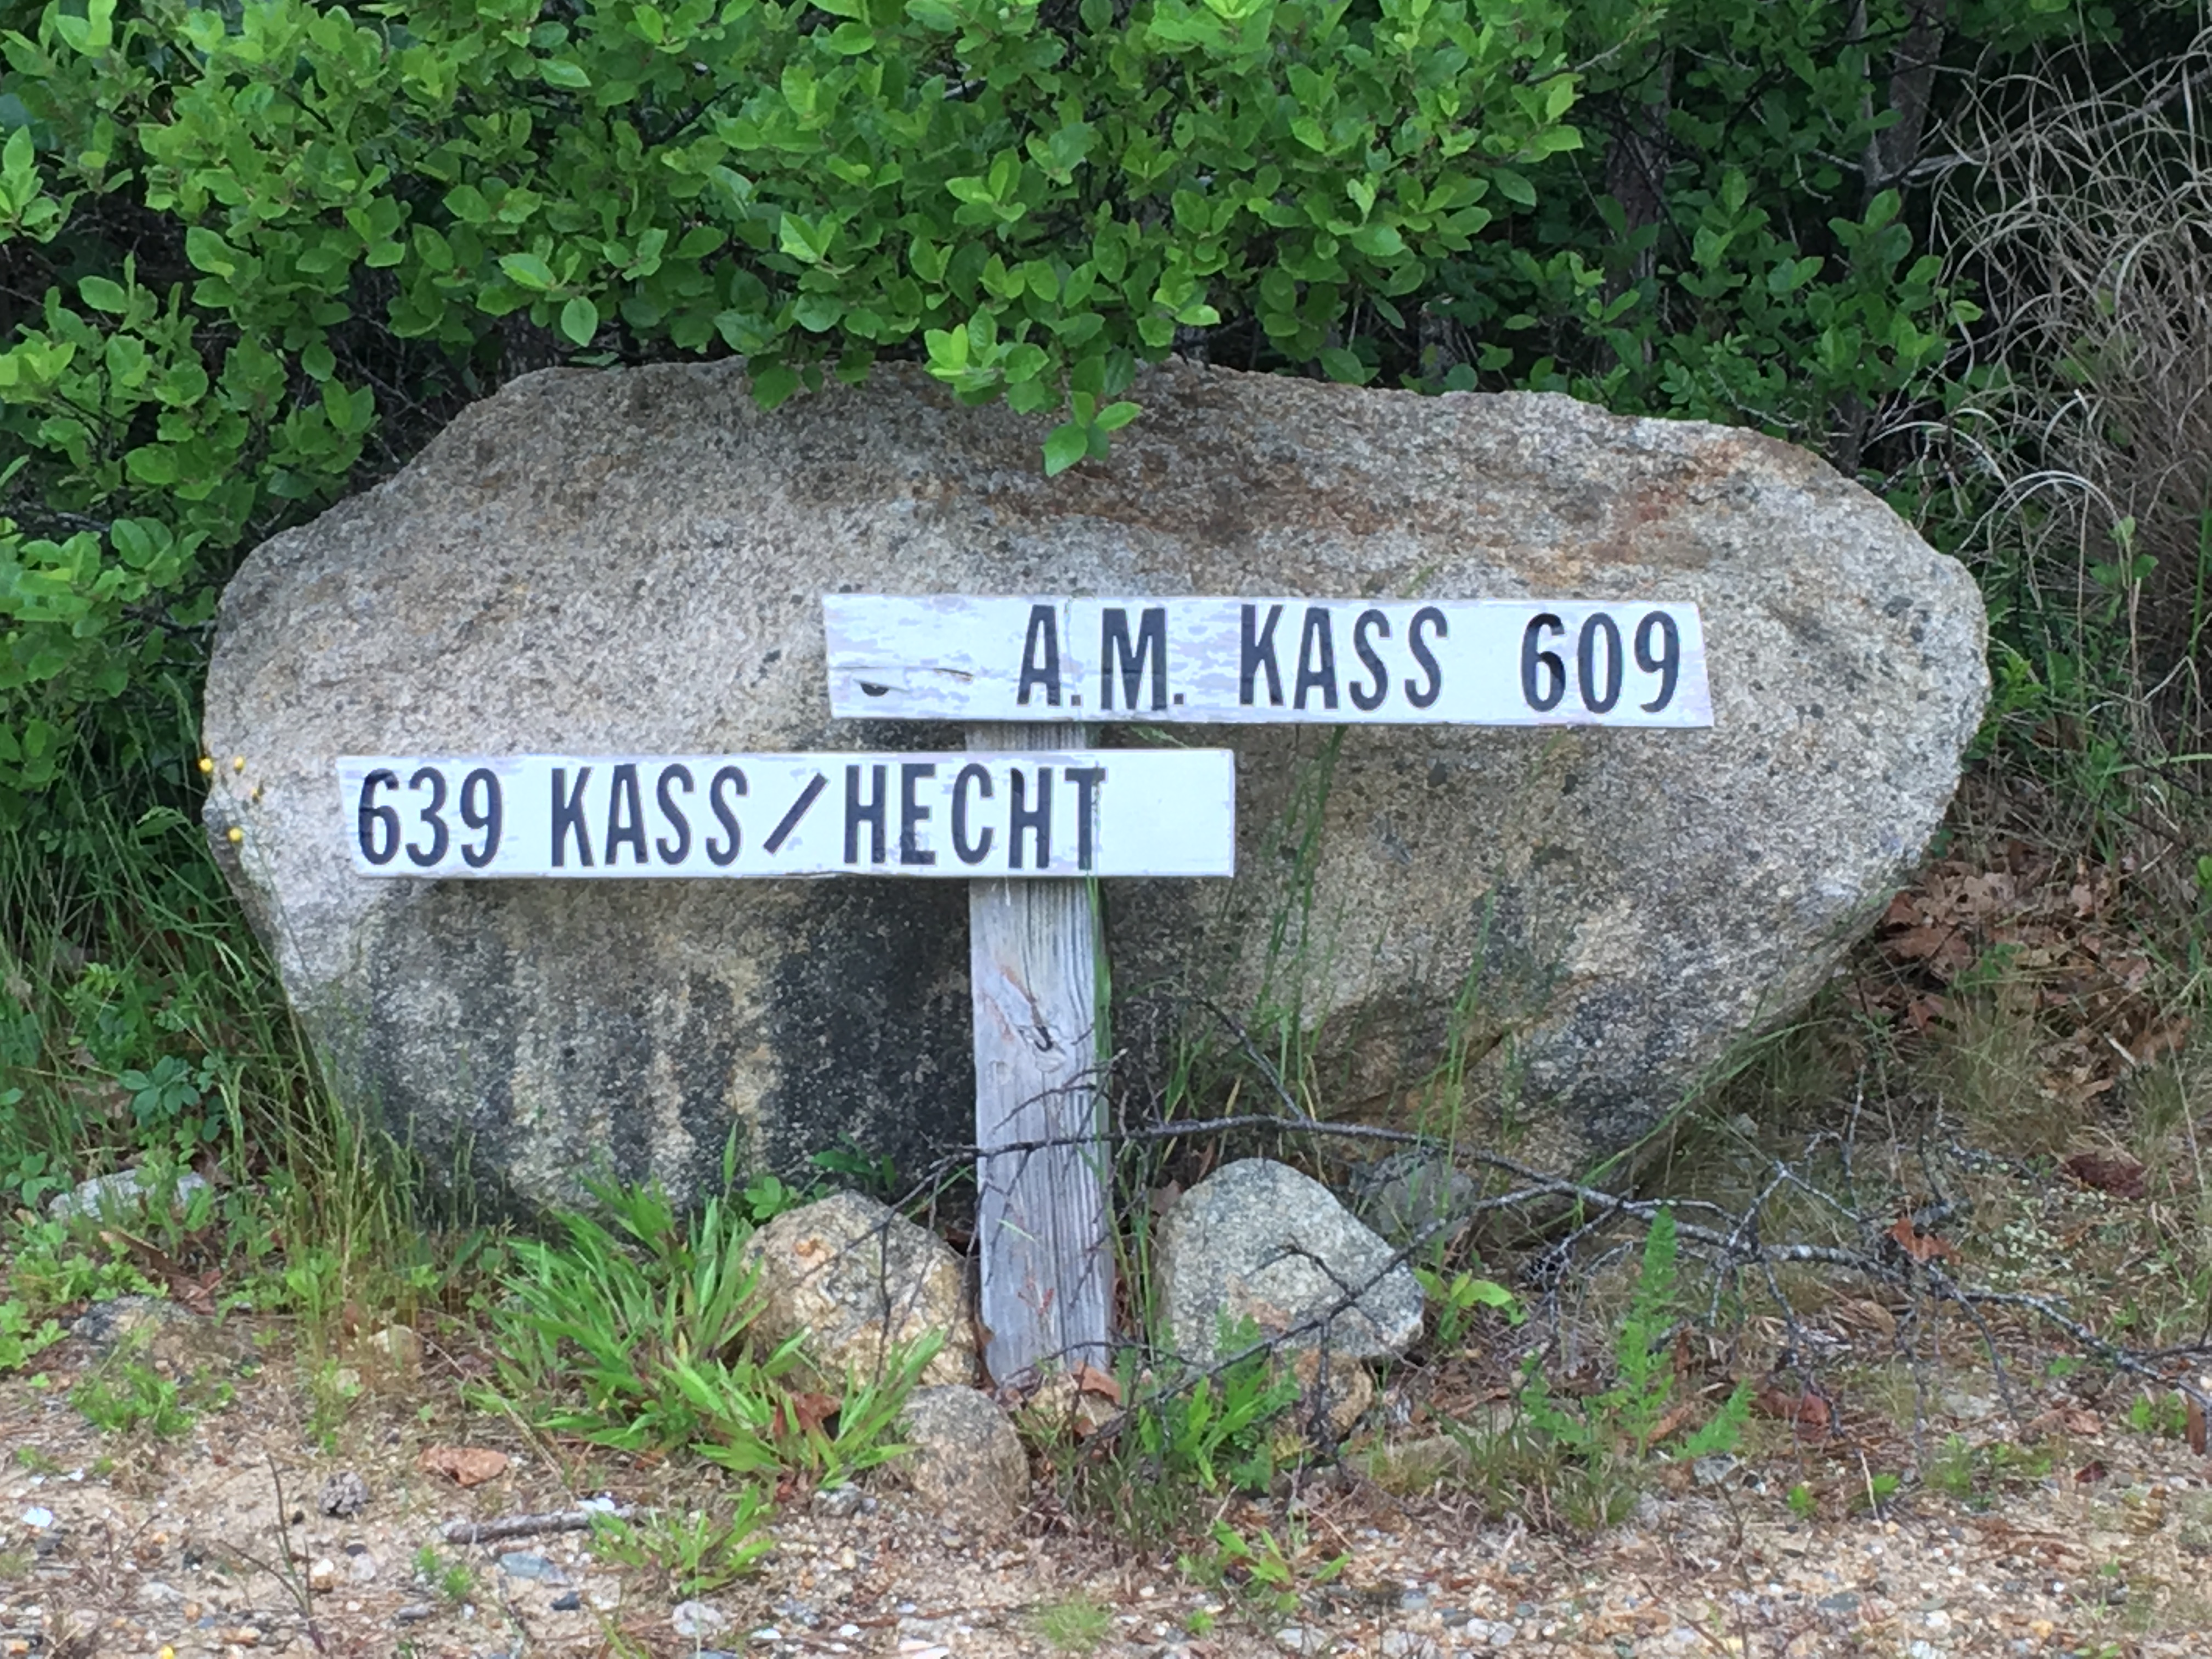 A.M. KASS 609
639 KASS/HECHT